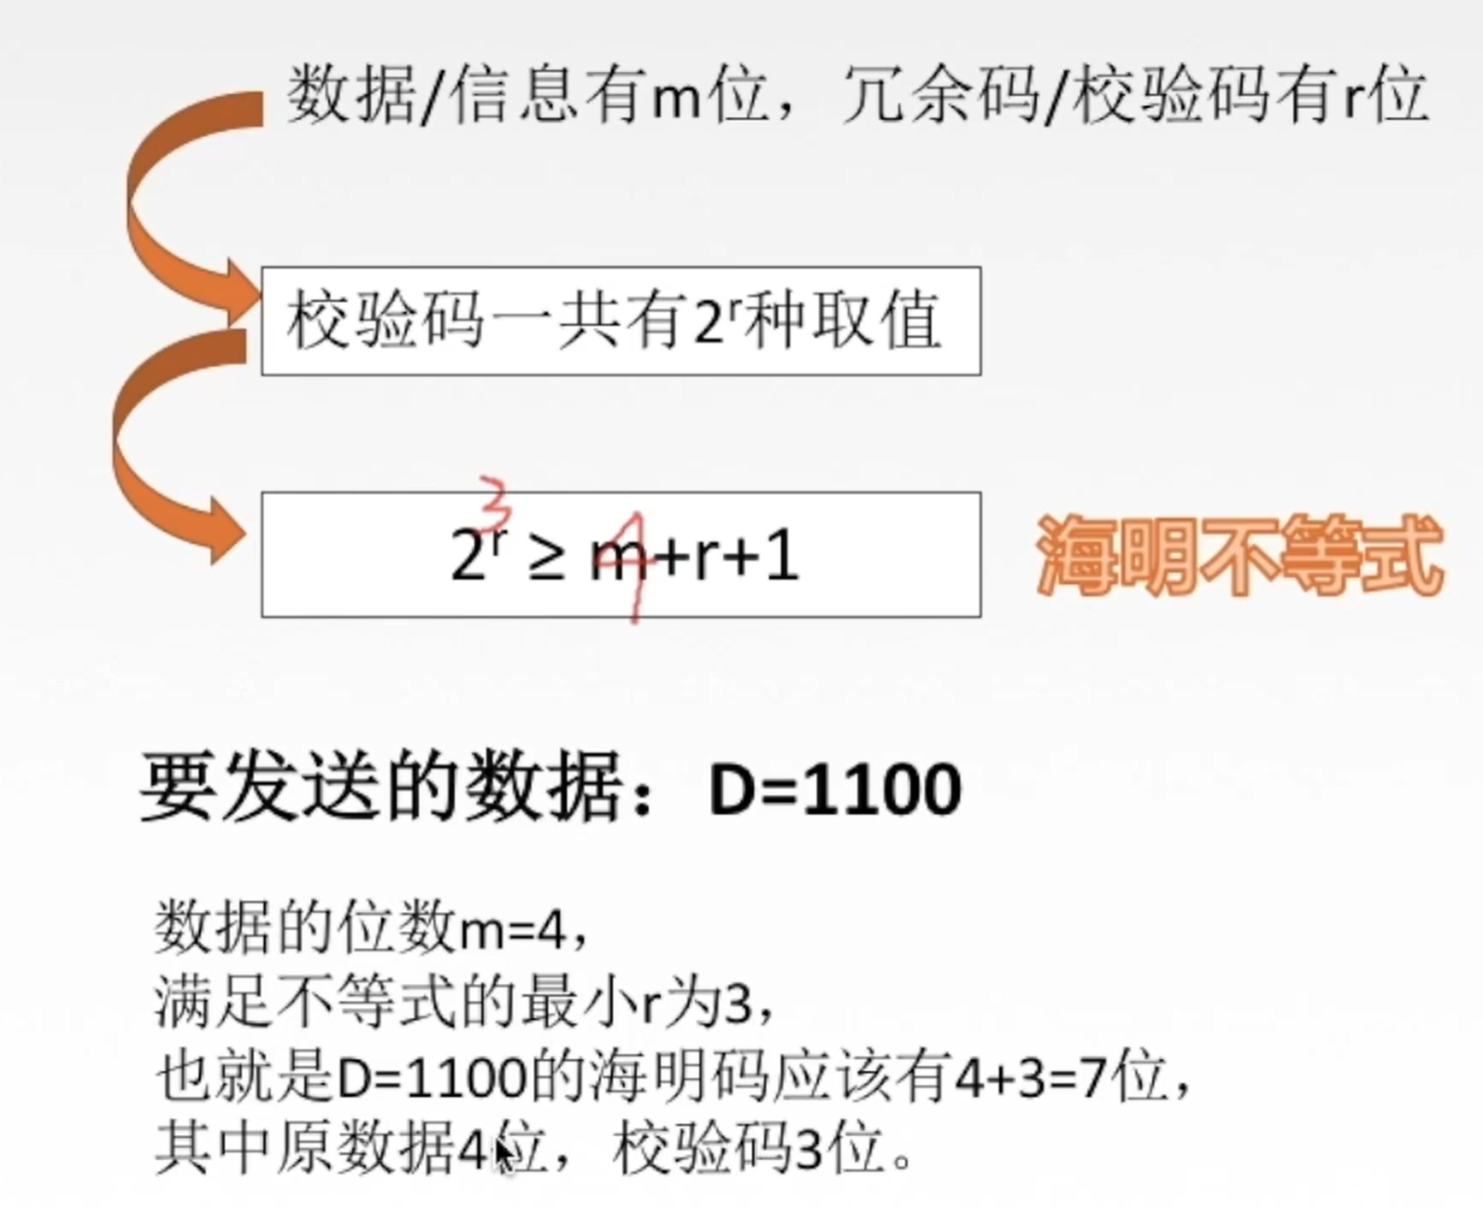 数据/信息有m位，冗余码/校验码有r位
校验码一共有2ʳ种取值
3
2ʳ ≥ m+r+1
4
海明不等式
要发送的数据：D=1100
数据的位数m=4，
满足不等式的最小r为3，
也就是D=1100的海明码应该有4+3=7位，
其中原数据4位，校验码3位。